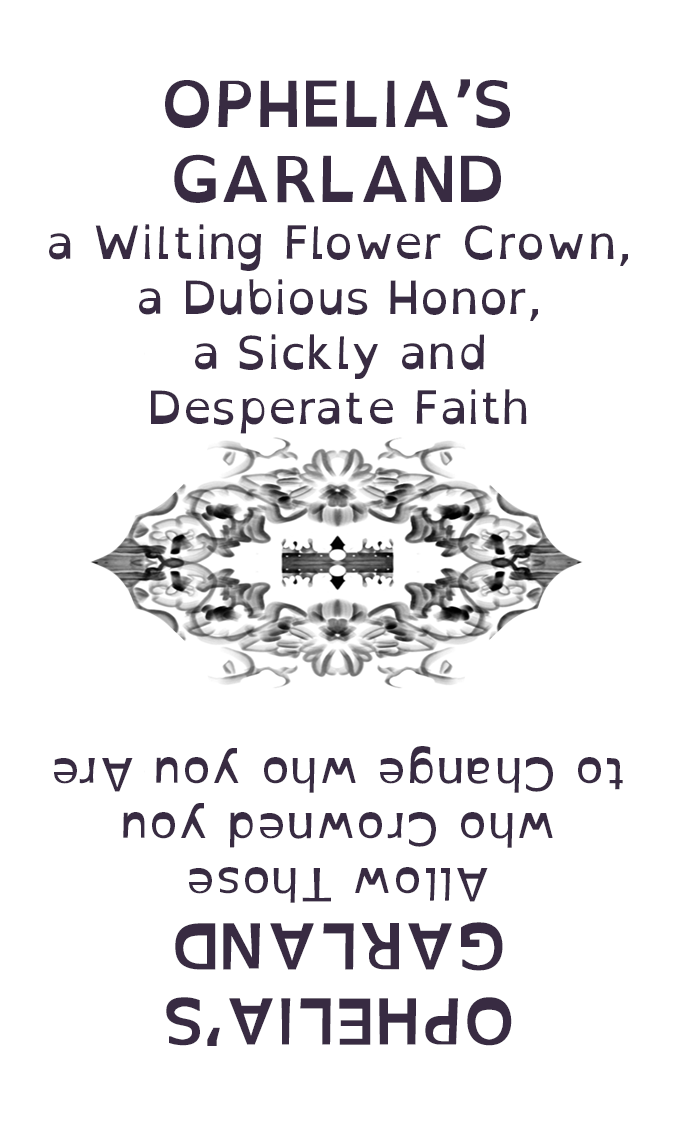 OPHELIA'S
GARLAND
a Wilting Flower Crown,
a Dubious Honor,
a Sickly and
Desperate Faith
OPHELIA'S
GARLAND
Allow Those
who Crowned you
to Change who you Are